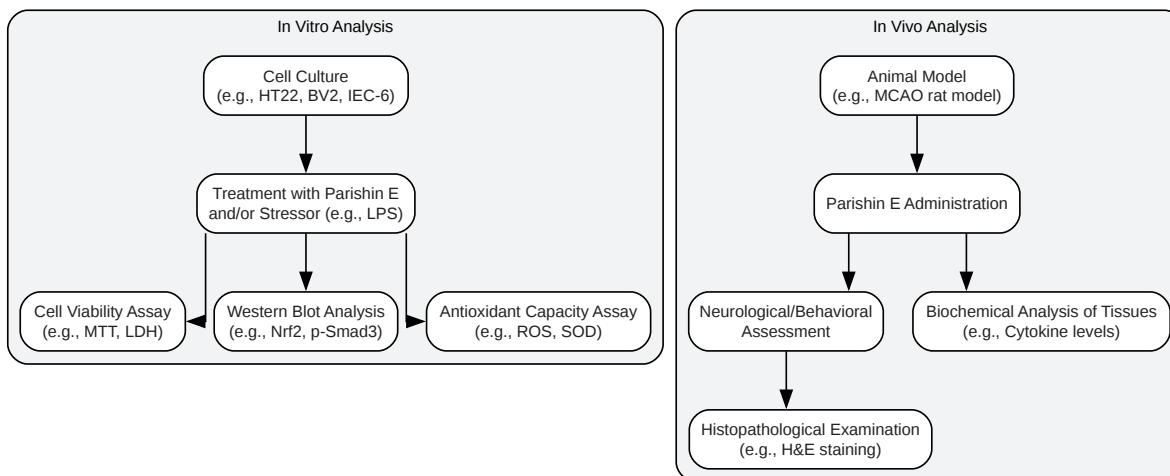 In Vitro Analysis
Cell Culture
(e.g., HT22, BV2, IEC-6)
Treatment with Parishin E
and/or Stressor (e.g., LPS)
Cell Viability Assay
(e.g., MTT, LDH)
Western Blot Analysis
(e.g., Nrf2, p-Smad3)
Antioxidant Capacity Assay
(e.g., ROS, SOD)
In Vivo Analysis
Animal Model
(e.g., MCAO rat model)
Parishin E Administration
Neurological/Behavioral
Assessment
Biochemical Analysis of Tissues
(e.g., Cytokine levels)
Histopathological Examination
(e.g., H&E staining)